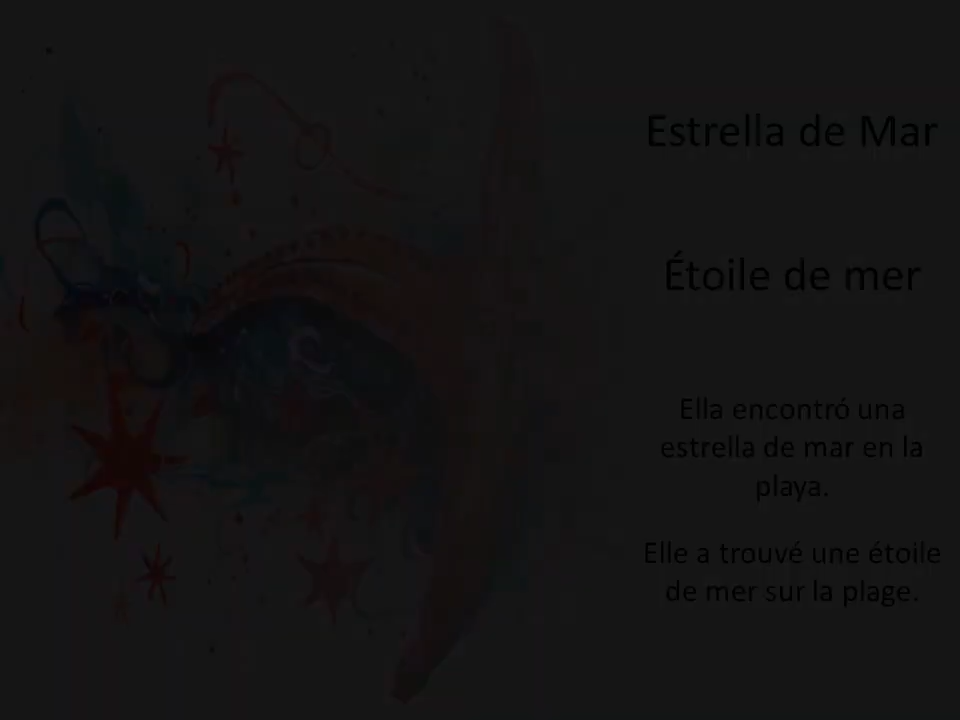 Estrella de Mar
Étoile de mer
Ella encontró una
estrella de mar en la
playa.
Elle a trouvé une étoile
de mer sur la plage.